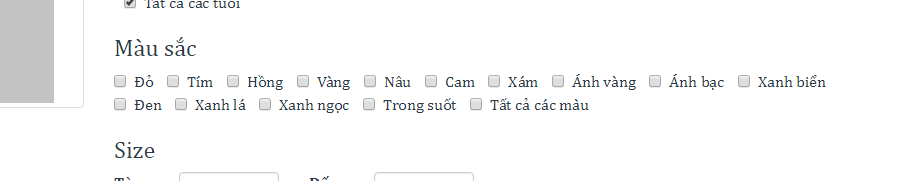 Tất cả các tuổi
Màu sắc
Đỏ Tím Hồng Vàng Nâu Cam Xám Ánh vàng Ánh bạc Xanh biển
Đen Xanh lá Xanh ngọc Trong suốt Tất cả các màu
Size